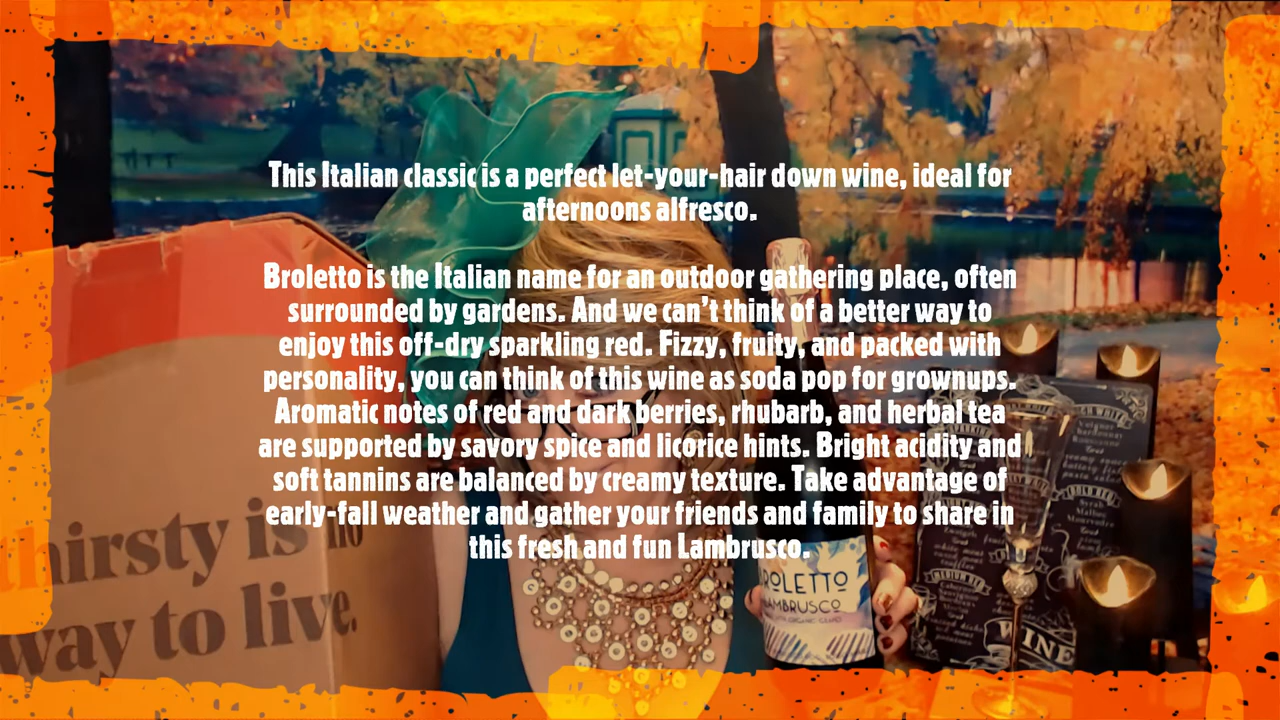 This Italian classic is a perfect let-your-hair down wine, ideal for
afternoons alfresco.
Broletto is the Italian name for an outdoor gathering place, often
surrounded by gardens. And we can't think of a better way to
enjoy this off-dry sparkling red. Fizzy, fruity, and packed with
personality, you can think of this wine as soda pop for grownups.
Aromatic notes of red and dark berries, rhubarb, and herbal tea
are supported by savory spice and licorice hints. Bright acidity and
soft tannins are balanced by creamy texture. Take advantage of
early-fall weather and gather your friends and family to share in
this fresh and fun Lambrusco.
thirsty is no
way to live.
ROLETTO
LAMBRUSCO
WINE